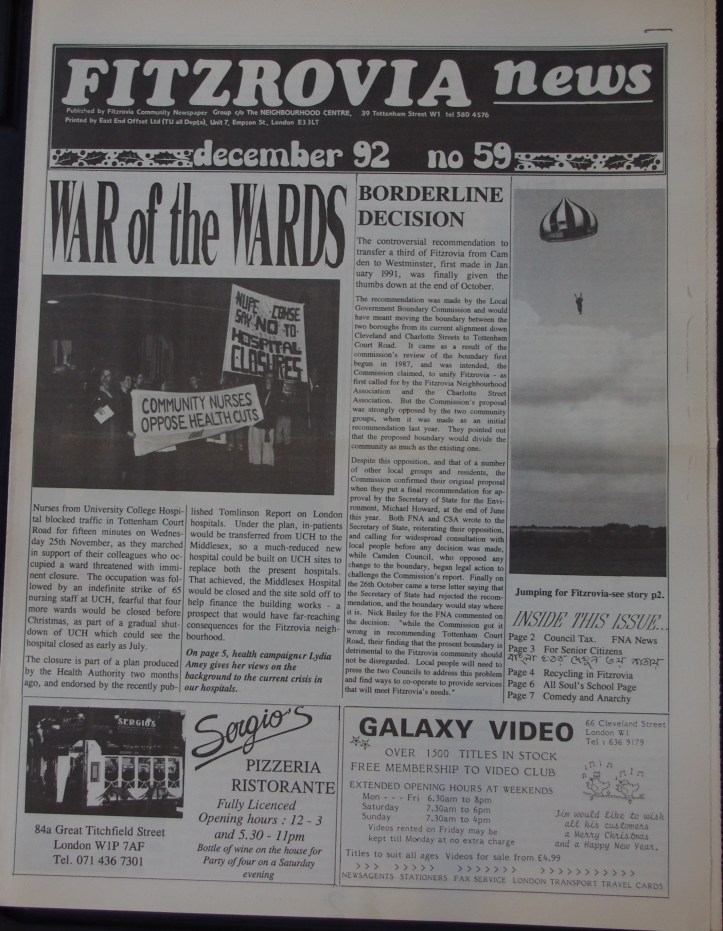 FITZROVIA news
Published by Fitzrovia Community Newspaper Group c/o The NEIGHBOURHOOD CENTRE, 39 Tottenham Street W1 tel 580 4576
Printed by East End Offset Ltd (TU all Depts), Unit 7, Empson St., London E3 3LT
december 92 no 59
WAR of the WARDS
NUPE COHSE
SAY NO TO
HOSPITAL
CLOSURES
COMMUNITY NURSES
OPPOSE HEALTH CUTS
Nurses from University College Hospi-
tal blocked traffic in Tottenham Court
Road for fifteen minutes on Wednes-
day 25th November, as they marched
in support of their colleagues who oc-
cupied a ward threatened with immi-
nent closure. The occupation was fol-
lowed by an indefinite strike of 65
nursing staff at UCH, fearful that four
more wards would be closed before
Christmas, as part of a gradual shut-
down of UCH which could see the
hospital closed as early as July.
The closure is part of a plan produced
by the Health Authority two months
ago, and endorsed by the recently pub-
lished Tomlinson Report on London
hospitals. Under the plan, in-patients
would be transferred from UCH to the
Middlesex, so a much-reduced new
hospital could be built on UCH sites to
replace both the present hospitals.
That achieved, the Middlesex Hospital
would be closed and the site sold off to
help finance the building works - a
prospect that would have far-reaching
consequences for the Fitzrovia neigh-
bourhood.
On page 5, health campaigner Lydia
Amey gives her views on the
background to the current crisis in
our hospitals.
BORDERLINE
DECISION
The controversial recommendation to
transfer a third of Fitzrovia from Cam
den to Westminster, first made in Jan
uary 1991, was finally given the
thumbs down at the end of October.
The recommendation was made by the Local
Government Boundary Commission and would
have meant moving the boundary between the
two boroughs from its current alignment down
Cleveland and Charlotte Streets to Tottenham
Court Road. It came as a result of the
commission's review of the boundary first
begun in 1987, and was intended, the
Commission claimed, to unify Fitzrovia - as
first called for by the Fitzrovia Neighbourhood
Association and the Charlotte Street
Association. But the Commission's proposal
was strongly opposed by the two community
groups, when it was made as an initial
recommendation last year. They pointed out
that the proposed boundary would divide the
community as much as the existing one.
Despite this opposition, and that of a number
of other local groups and residents, the
Commission confirmed their original proposal
when they put a final recommendation for ap-
proval by the Secretary of State for the Envi-
ronment, Michael Howard, at the end of June
this year. Both FNA and CSA wrote to the
Secretary of State, reiterating their opposition,
and calling for widespread consultation with
local people before any decision was made,
while Camden Council, who opposed any
change to the boundary, began legal action to
challenge the Commission's report. Finally on
the 26th October came a terse letter saying that
the Secretary of State had rejected the recom-
mendation, and the boundary would stay where
it is. Nick Bailey for the FNA commented on
the decision: "while the Commission got it
wrong in recommending Tottenham Court
Road, their finding that the present boundary is
detrimental to the Fitzrovia community should
not be disregarded. Local people will need to
press the two Councils to address this problem
and find ways to co-operate to provide services
that will meet Fitzrovia's needs."
Jumping for Fitzrovia-see story p2.
INSIDE THIS ISSUE...
Page 2 Council Tax. FNA News
Page 3 For Senior Citizens
Page 4 Recycling in Fitzrovia
Page 6 All Soul's School Page
Page 7 Comedy and Anarchy
SERGIO'S
Sergio's
PIZZERIA
RISTORANTE
Fully Licenced
Opening hours : 12 - 3
and 5.30 - 11pm
Bottle of wine on the house for
Party of four on a Saturday
evening
84a Great Titchfield Street
London W1P 7AF
Tel. 071 436 7301
GALAXY VIDEO
66 Cleveland Street
London W1
Tel : 636 9179
OVER 1500 TITLES IN STOCK
FREE MEMBERSHIP TO VIDEO CLUB
EXTENDED OPENING HOURS AT WEEKENDS
Mon --- Fri 6.30am to 8pm
Saturday 7.30am to 6pm
Sunday 7.30am to 4pm
Videos rented on Friday may be
kept till Monday at no extra charge
Titles to suit all ages Videos for sale from £4.99
Jim would like to wish
all his customers
a Merry Christmas
and a Happy New Year.
>>> >>>>> >>>>>>> >>>>>>>>>>>
NEWSAGENTS STATIONERS FAX SERVICE LONDON TRANSPORT TRAVEL CARDS